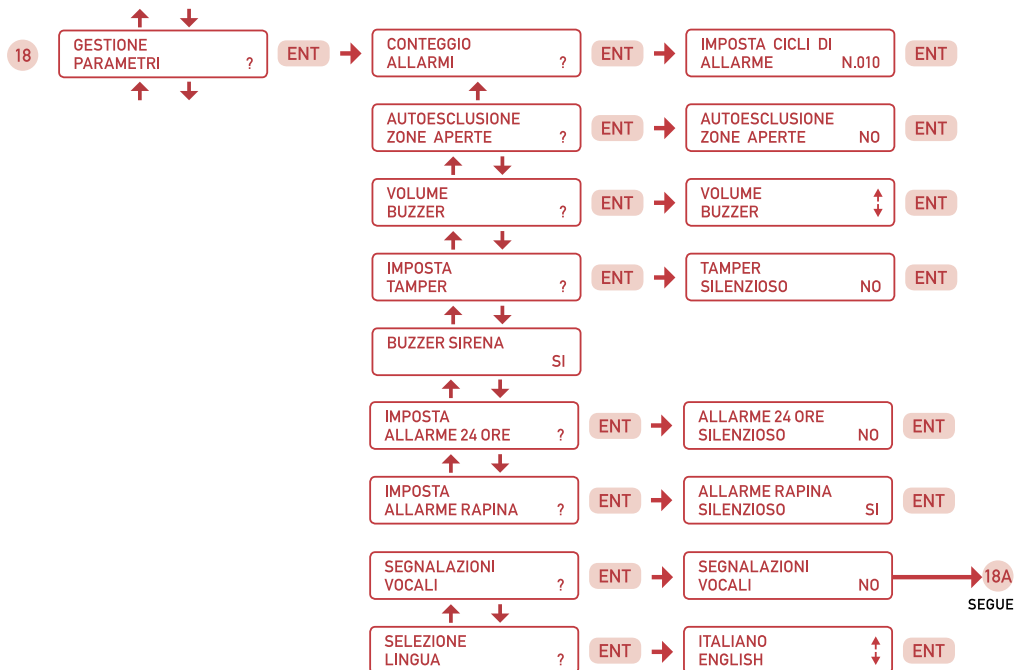 18
GESTIONE
PARAMETRI ?
ENT
CONTEGGIO
ALLARMI ?
ENT
IMPOSTA CICLI DI
ALLARME N.010
ENT
AUTOESCLUSIONE
ZONE APERTE ?
ENT
AUTOESCLUSIONE
ZONE APERTE NO
ENT
VOLUME
BUZZER ?
ENT
VOLUME
BUZZER
ENT
IMPOSTA
TAMPER ?
ENT
TAMPER
SILENZIOSO NO
ENT
BUZZER SIRENA
SI
IMPOSTA
ALLARME 24 ORE ?
ENT
ALLARME 24 ORE
SILENZIOSO NO
ENT
IMPOSTA
ALLARME RAPINA ?
ENT
ALLARME RAPINA
SILENZIOSO SI
ENT
SEGNALAZIONI
VOCALI ?
ENT
SEGNALAZIONI
VOCALI NO
18A
SEGUE
SELEZIONE
LINGUA ?
ENT
ITALIANO
ENGLISH
ENT